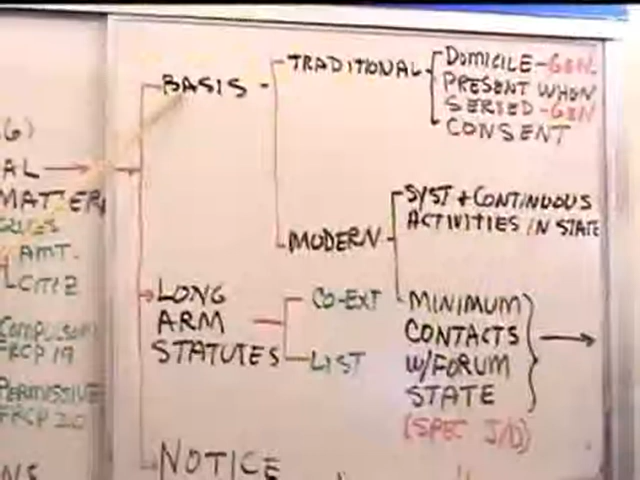 6)
AL
MATTER
AMT.
CITIZ
COMPULSORY
FRCP 19
PERMISSIVE
FRCP 20
BASIS
TRADITIONAL
DOMICILE-GEN.
PRESENT WHEN
SERVED-GEN
CONSENT
MODERN
SYST + CONTINUOUS
ACTIVITIES IN STATE
MINIMUM
CONTACTS
W/FORUM
STATE
(SPEC J/D)
LONG
ARM
STATUTES
CO-EXT
LIST
NOTICE